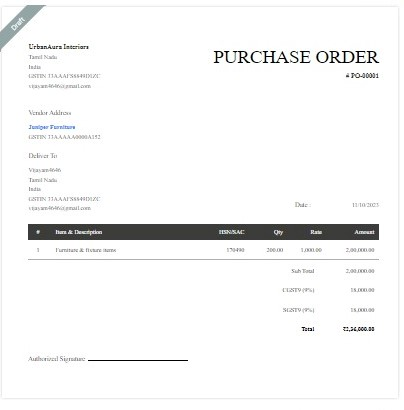 Draft
UrbanAura Interiors
Tamil Nadu
India
GSTIN 33AAAFS8849D1ZC
vijayam4646@gmail.com
PURCHASE ORDER
# PO-00001
Vendor Address
Juniper Furniture
GSTIN 33AAAAA0000A1S2
Deliver To
Vijayam4646
Tamil Nadu
India
33AAAFS8849D1ZC
vijayam4646@gmail.com
Date : 11/10/2023
# Item & Description HSN/SAC Qty Rate Amount
1 Furniture & fixture items 170490 200.00 1,000.00 2,00,000.00
Sub Total 2,00,000.00
CGST9 (9%) 18,000.00
SGST9 (9%) 18,000.00
Total ₹2,36,000.00
Authorized Signature